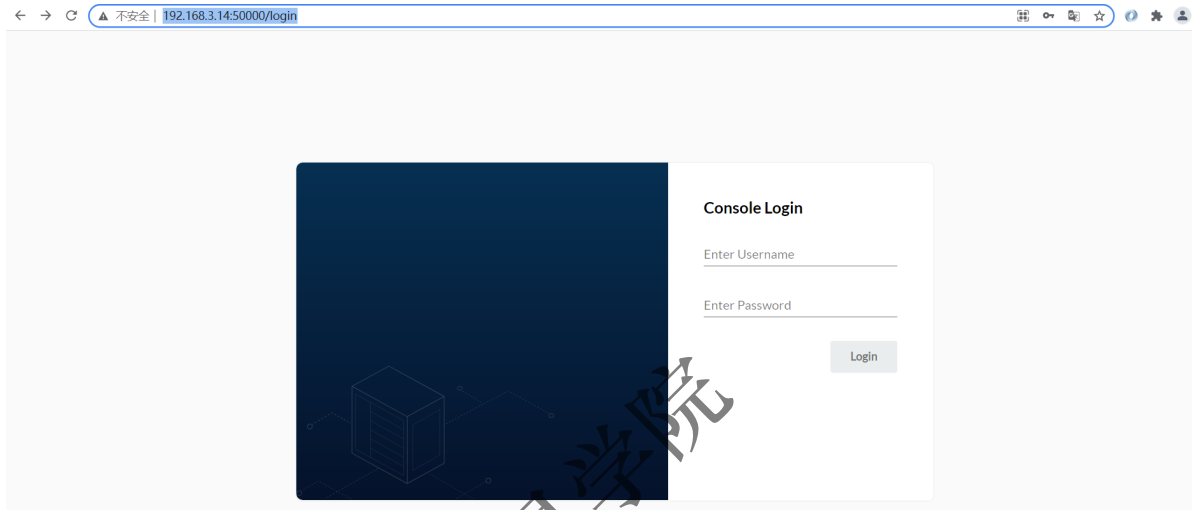 不安全 | 192.168.3.14:50000/login
Console Login
Enter Username
Enter Password
Login
学院